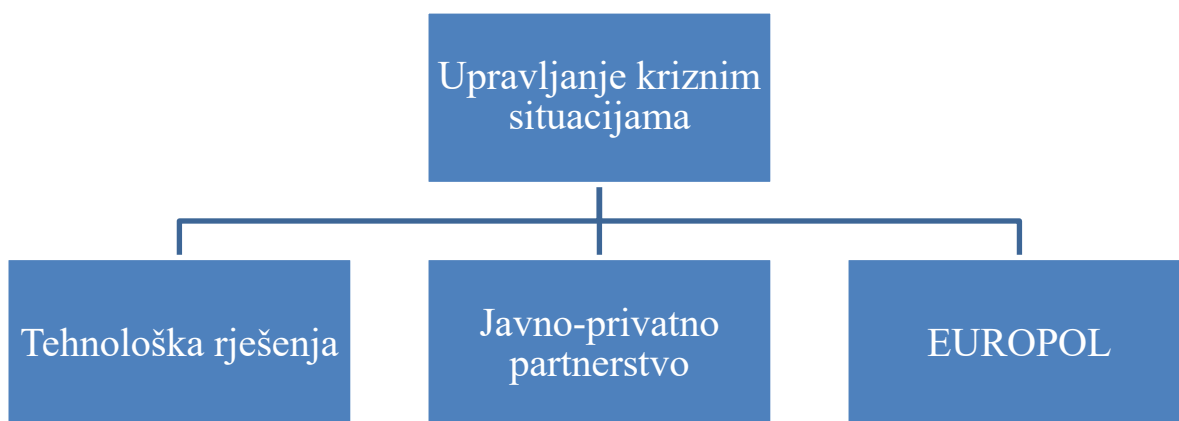 Upravljanje kriznim
situacijama
Tehnološka rješenja
Javno-privatno
partnerstvo
EUROPOL